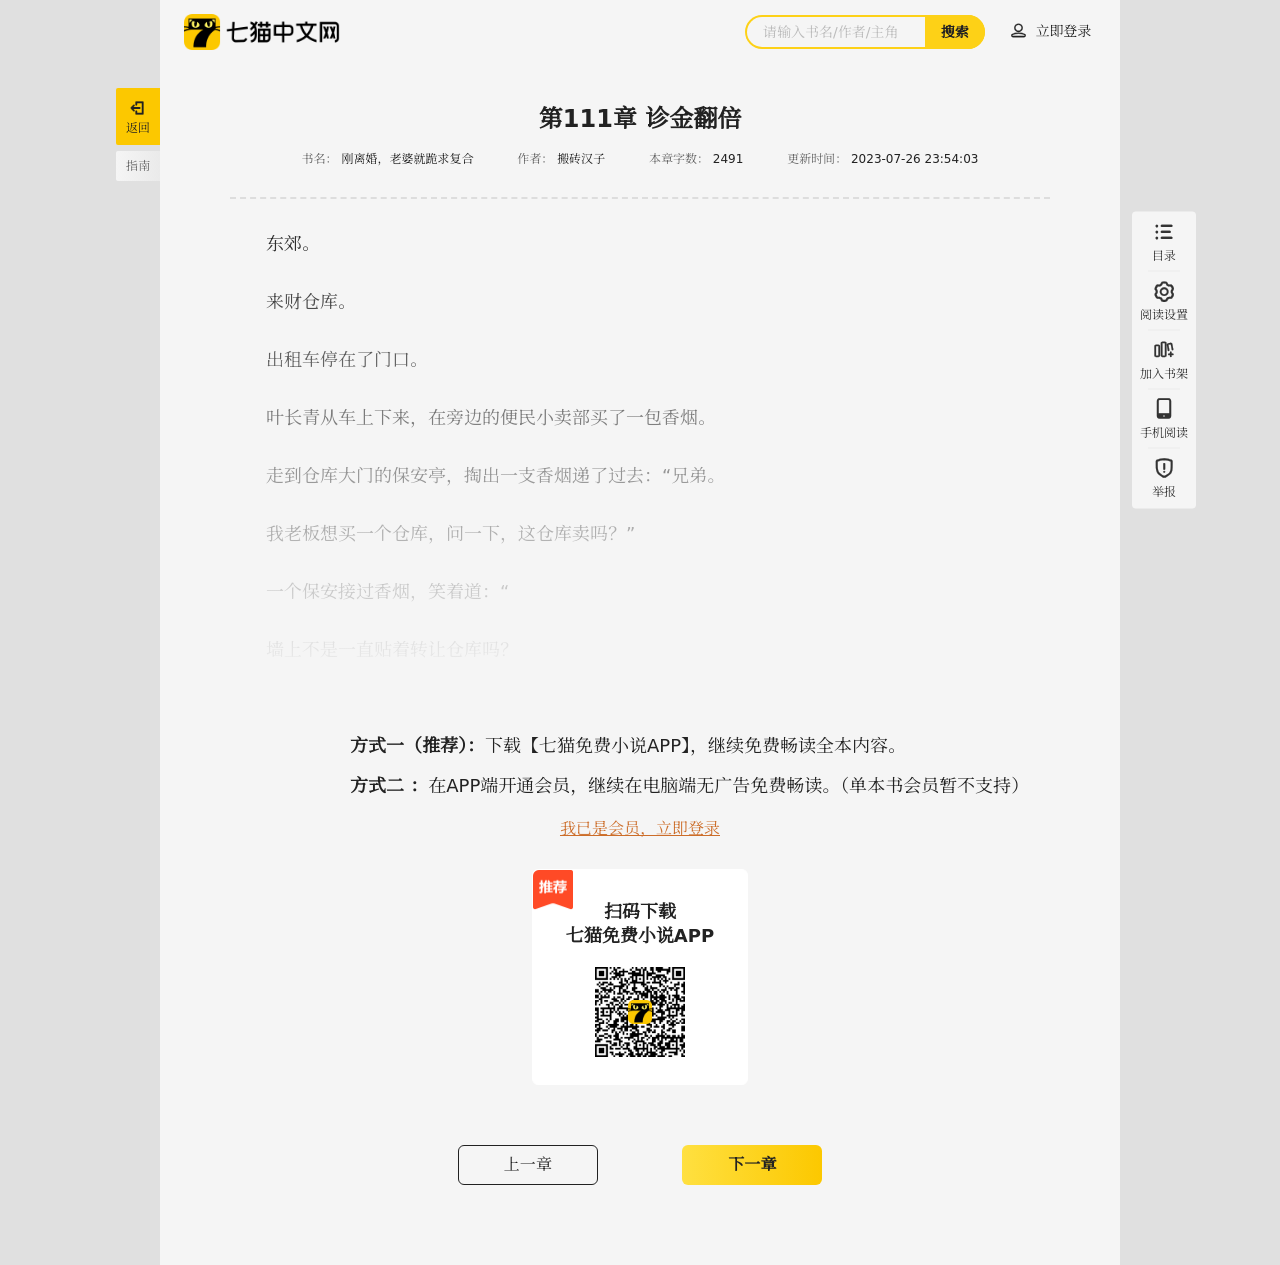 七猫中文网
请输入书名/作者/主角
搜索
立即登录
返回
指南
第111章 诊金翻倍
书名： 刚离婚，老婆就跪求复合 作者： 搬砖汉子 本章字数： 2491 更新时间： 2023-07-26 23:54:03
东郊。
来财仓库。
出租车停在了门口。
叶长青从车上下来，在旁边的便民小卖部买了一包香烟。
走到仓库大门的保安亭，掏出一支香烟递了过去：“兄弟。
我老板想买一个仓库，问一下，这仓库卖吗？”
一个保安接过香烟，笑着道：“
墙上不是一直贴着转让仓库吗？
目录
阅读设置
加入书架
手机阅读
举报
方式一（推荐）：下载【七猫免费小说APP】，继续免费畅读全本内容。
方式二 ：在APP端开通会员，继续在电脑端无广告免费畅读。（单本书会员暂不支持）
我已是会员，立即登录
推荐
扫码下载
七猫免费小说APP
上一章
下一章